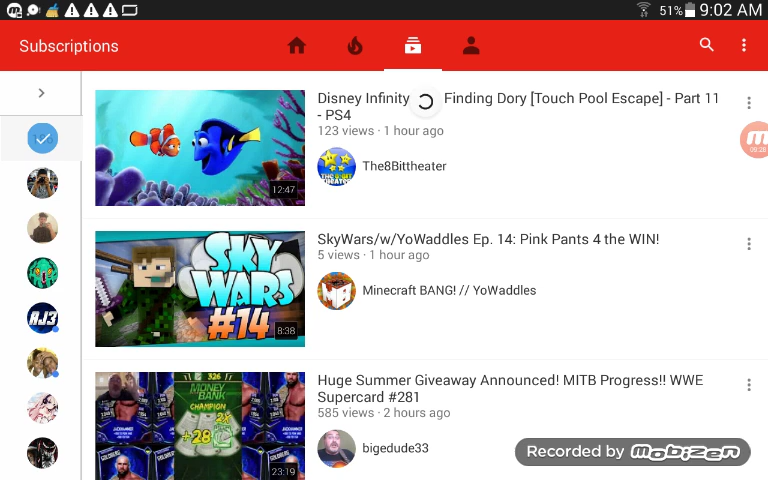 51% 9:02 AM
Subscriptions
Disney Infinity Finding Dory [Touch Pool Escape] - Part 11
- PS4
123 views · 1 hour ago
The8Bittheater
12:47
SkyWars/w/YoWaddles Ep. 14: Pink Pants 4 the WIN!
5 views · 1 hour ago
Minecraft BANG! // YoWaddles
SKY
WARS
#14
8:38
Huge Summer Giveaway Announced! MITB Progress!! WWE
Supercard #281
585 views · 2 hours ago
bigedude33
326
MONEY
BANK
CHAMPION
2X
+28
23:19
AJ3
Recorded by mobizen